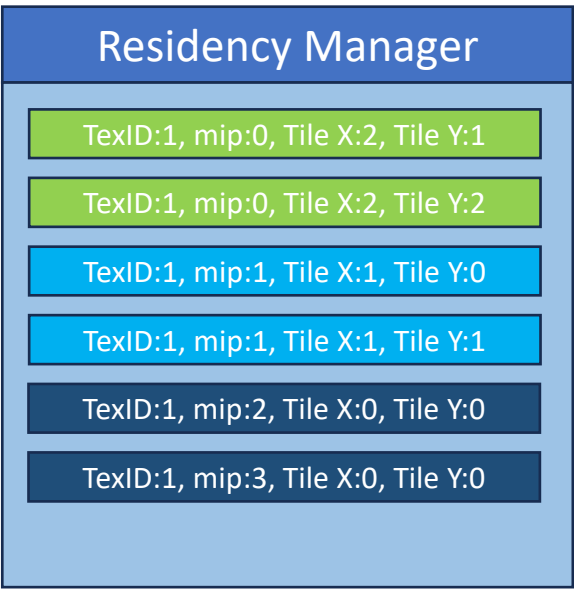 Residency Manager
TexID:1, mip:0, Tile X:2, Tile Y:1
TexID:1, mip:0, Tile X:2, Tile Y:2
TexID:1, mip:1, Tile X:1, Tile Y:0
TexID:1, mip:1, Tile X:1, Tile Y:1
TexID:1, mip:2, Tile X:0, Tile Y:0
TexID:1, mip:3, Tile X:0, Tile Y:0